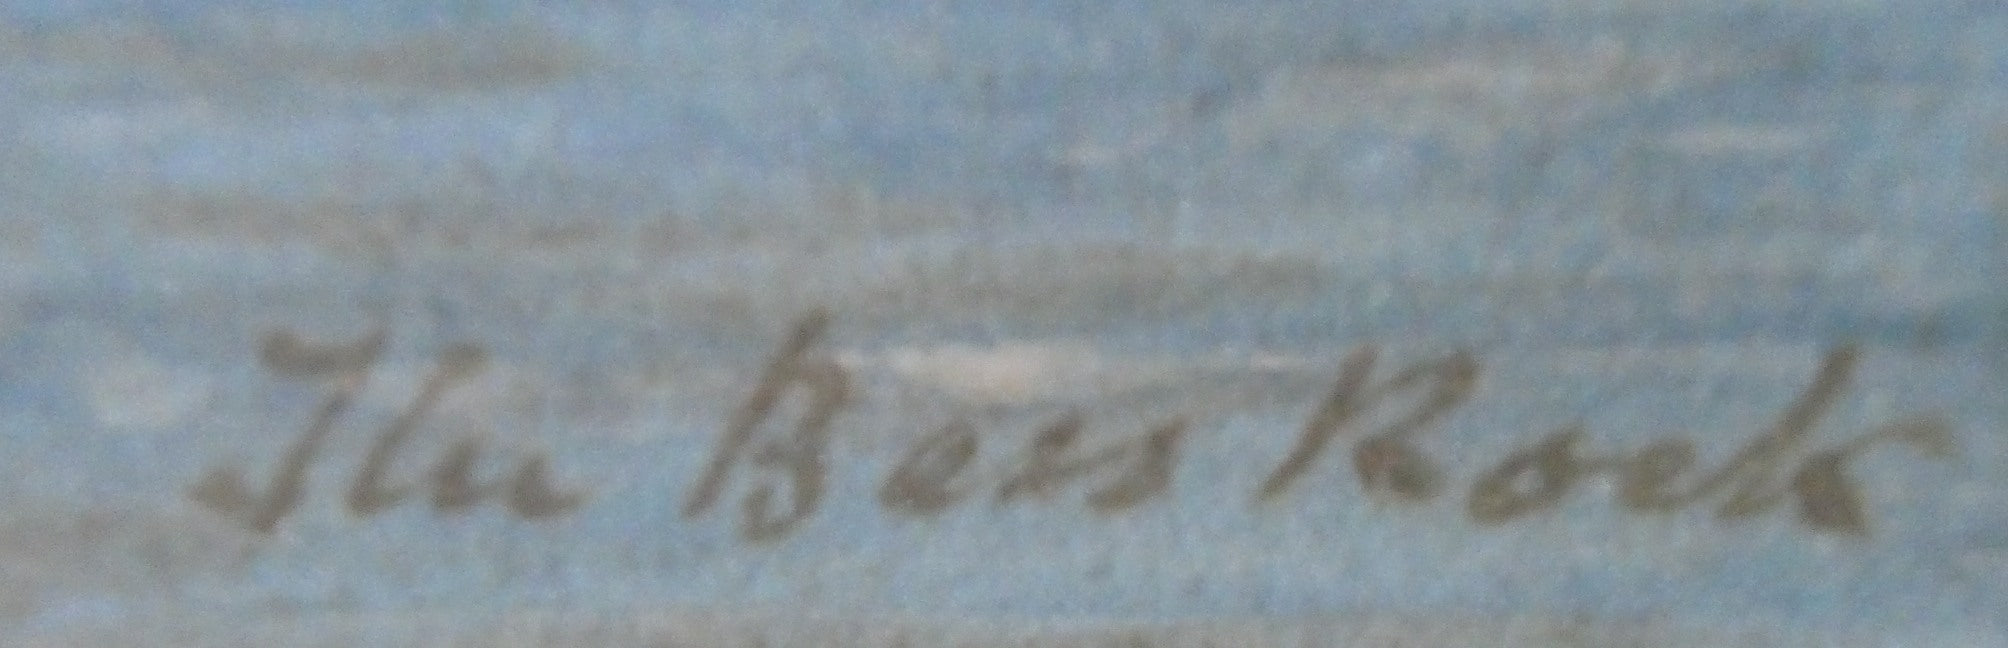 The Bass Rock